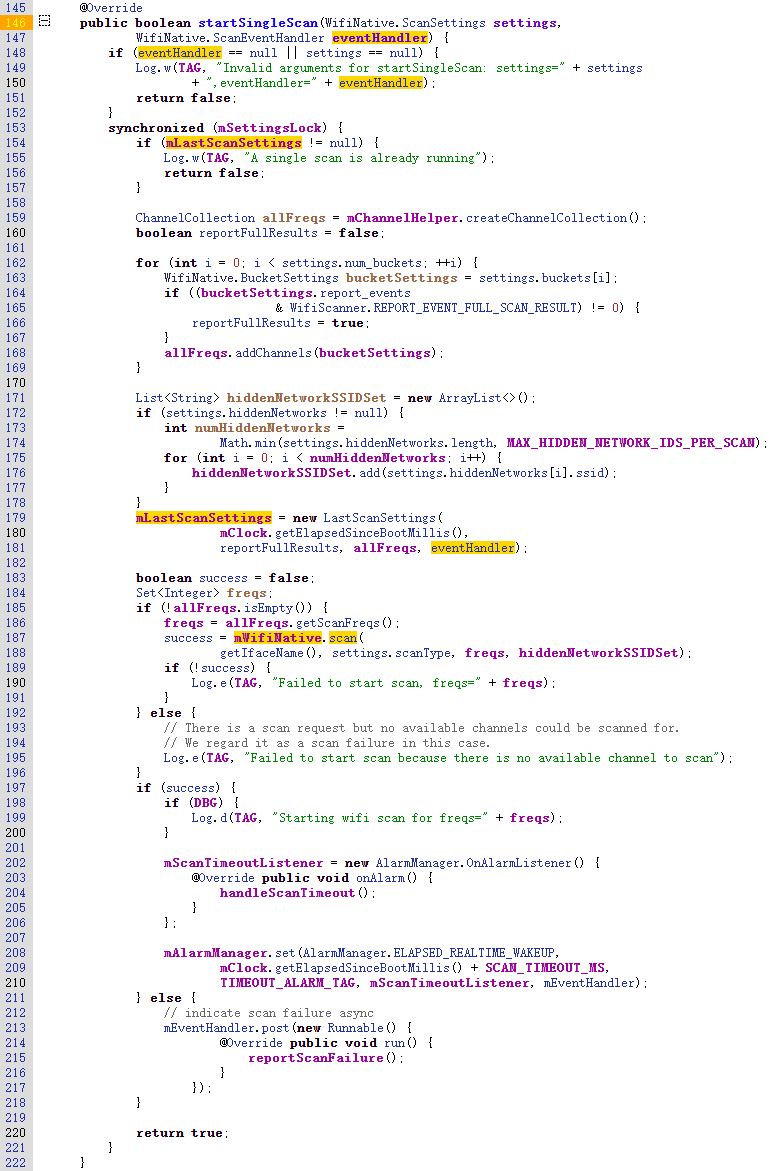 145     @Override
146     public boolean startSingleScan(WifiNative.ScanSettings settings,
147             WifiNative.ScanEventHandler eventHandler) {
148         if (eventHandler == null || settings == null) {
149             Log.w(TAG, "Invalid arguments for startSingleScan: settings=" + settings
150                     + ",eventHandler=" + eventHandler);
151             return false;
152         }
153         synchronized (mSettingsLock) {
154             if (mLastScanSettings != null) {
155                 Log.w(TAG, "A single scan is already running");
156                 return false;
157             }
158
159             ChannelCollection allFreqs = mChannelHelper.createChannelCollection();
160             boolean reportFullResults = false;
161
162             for (int i = 0; i < settings.num_buckets; ++i) {
163                 WifiNative.BucketSettings bucketSettings = settings.buckets[i];
164                 if ((bucketSettings.report_events
165                                 & WifiScanner.REPORT_EVENT_FULL_SCAN_RESULT) != 0) {
166                     reportFullResults = true;
167                 }
168                 allFreqs.addChannels(bucketSettings);
169             }
170
171             List<String> hiddenNetworkSSIDSet = new ArrayList<>();
172             if (settings.hiddenNetworks != null) {
173                 int numHiddenNetworks =
174                         Math.min(settings.hiddenNetworks.length, MAX_HIDDEN_NETWORK_IDS_PER_SCAN);
175                 for (int i = 0; i < numHiddenNetworks; i++) {
176                     hiddenNetworkSSIDSet.add(settings.hiddenNetworks[i].ssid);
177                 }
178             }
179             mLastScanSettings = new LastScanSettings(
180                         mClock.getElapsedSinceBootMillis(),
181                         reportFullResults, allFreqs, eventHandler);
182
183             boolean success = false;
184             Set<Integer> freqs;
185             if (!allFreqs.isEmpty()) {
186                 freqs = allFreqs.getScanFreqs();
187                 success = mWifiNative.scan(
188                         getIfaceName(), settings.scanType, freqs, hiddenNetworkSSIDSet);
189                 if (!success) {
190                     Log.e(TAG, "Failed to start scan, freqs=" + freqs);
191                 }
192             } else {
193                 // There is a scan request but no available channels could be scanned for.
194                 // We regard it as a scan failure in this case.
195                 Log.e(TAG, "Failed to start scan because there is no available channel to scan");
196             }
197             if (success) {
198                 if (DBG) {
199                     Log.d(TAG, "Starting wifi scan for freqs=" + freqs);
200                 }
201
202                 mScanTimeoutListener = new AlarmManager.OnAlarmListener() {
203                     @Override public void onAlarm() {
204                         handleScanTimeout();
205                     }
206                 };
207
208                 mAlarmManager.set(AlarmManager.ELAPSED_REALTIME_WAKEUP,
209                         mClock.getElapsedSinceBootMillis() + SCAN_TIMEOUT_MS,
210                         TIMEOUT_ALARM_TAG, mScanTimeoutListener, mEventHandler);
211             } else {
212                 // indicate scan failure async
213                 mEventHandler.post(new Runnable() {
214                         @Override public void run() {
215                             reportScanFailure();
216                         }
217                     });
218             }
219
220             return true;
221         }
222     }